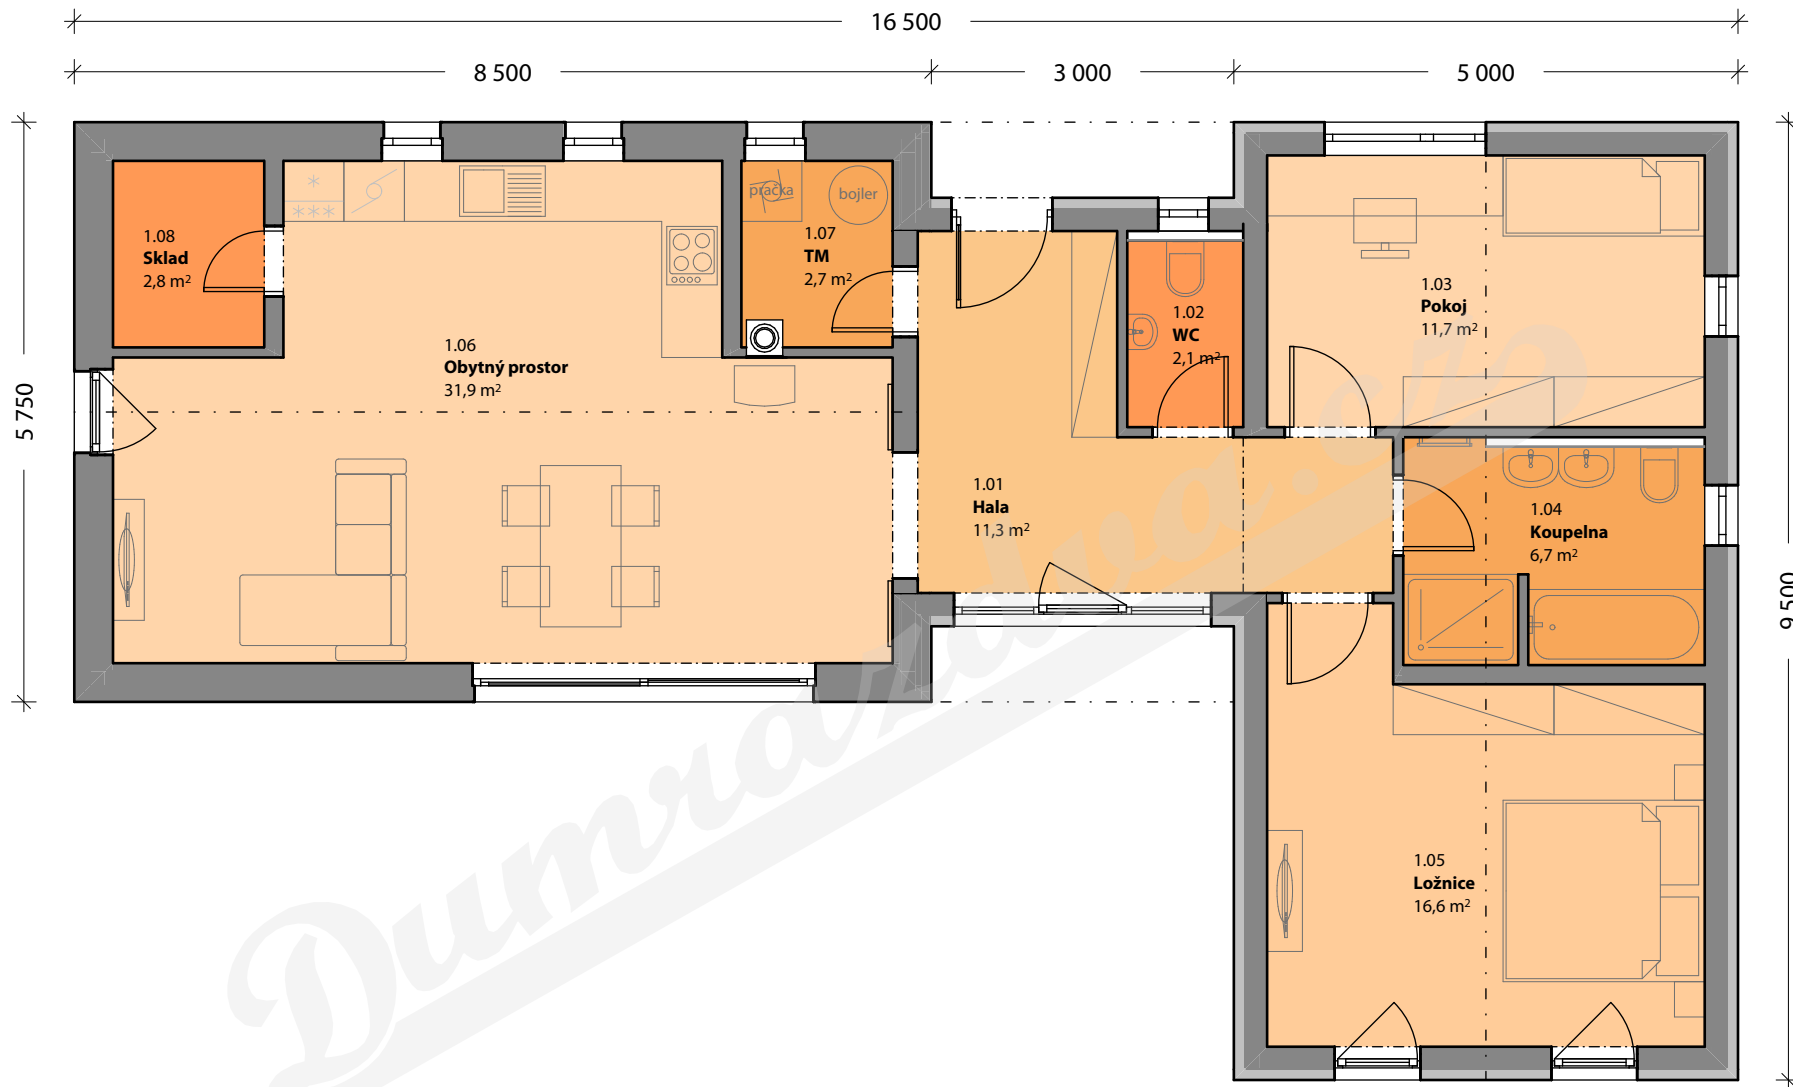 16 500
8 500
3 000
5 000
5 750
9 500
1.08
Sklad
2,8 m²
pračka
bojler
1.07
TM
2,7 m²
1.06
Obytný prostor
31,9 m²
1.02
WC
2,1 m²
1.03
Pokoj
11,7 m²
1.01
Hala
11,3 m²
1.04
Koupelna
6,7 m²
1.05
Ložnice
16,6 m²
Dumrazdva.cz